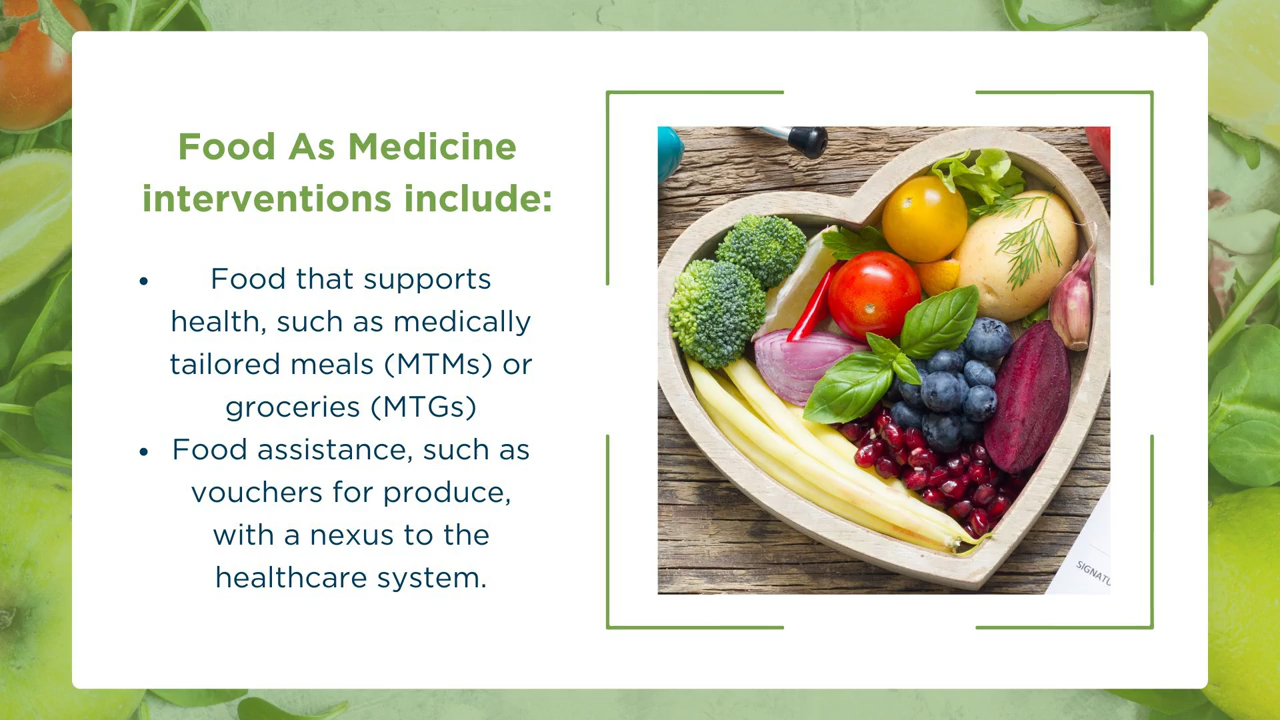 Food As Medicine
interventions include:
• Food that supports
health, such as medically
tailored meals (MTMs) or
groceries (MTGs)
• Food assistance, such as
vouchers for produce,
with a nexus to the
healthcare system.